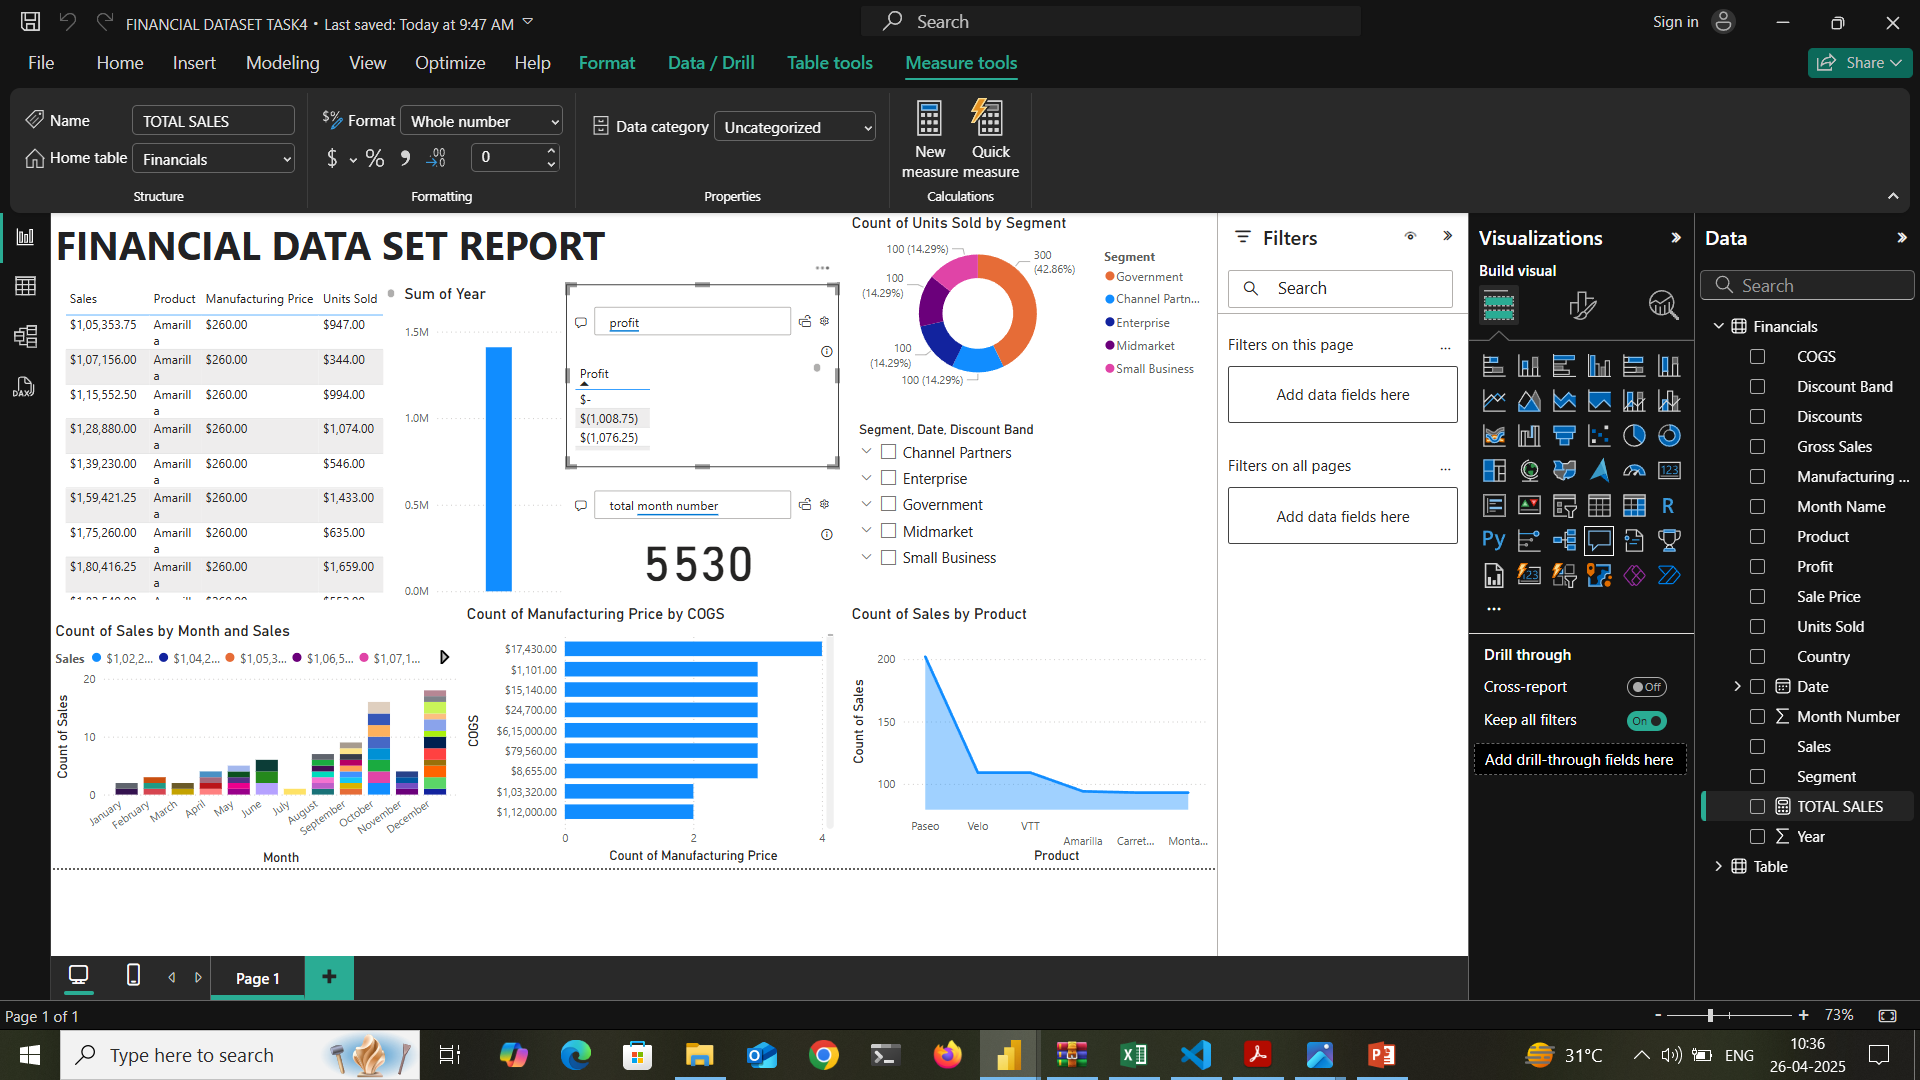 FINANCIAL DATASET TASK4 • Last saved: Today at 9:47 AM
Search
Sign in
File Home Insert Modeling View Optimize Help Format Data / Drill Table tools Measure tools
Share
Name TOTAL SALES
Home table Financials
Structure
Format Whole number
$ % 0
Formatting
Data category Uncategorized
Properties
New measure
Quick measure
Calculations
FINANCIAL DATA SET REPORT
Sales Product Manufacturing Price Units Sold
$1,05,353.75 Amarilla $260.00 $947.00
$1,07,156.00 Amarilla $260.00 $344.00
$1,15,552.50 Amarilla $260.00 $994.00
$1,28,880.00 Amarilla $260.00 $1,074.00
$1,39,230.00 Amarilla $260.00 $546.00
$1,59,421.25 Amarilla $260.00 $1,433.00
$1,75,260.00 Amarilla $260.00 $635.00
$1,80,416.25 Amarilla $260.00 $1,659.00
Sum of Year
1.5M
1.0M
0.5M
0.0M
profit
Profit
$-
$(1,008.75)
$(1,076.25)
total month number
5530
Count of Units Sold by Segment
100 (14.29%)
300 (42.86%)
100 (14.29%)
100 (14.29%)
100 (14.29%)
Segment
Government
Channel Partn...
Enterprise
Midmarket
Small Business
Segment, Date, Discount Band
Channel Partners
Enterprise
Government
Midmarket
Small Business
Count of Sales by Month and Sales
Sales $1,02,2... $1,04,2... $1,05,3... $1,06,5... $1,07,1...
Count of Sales
20
10
0
January February March April May June July August September October November December
Month
Count of Manufacturing Price by COGS
COGS
$17,430.00
$1,101.00
$15,140.00
$24,700.00
$6,15,000.00
$79,560.00
$8,655.00
$1,03,320.00
$1,12,000.00
0 2 4
Count of Manufacturing Price
Count of Sales by Product
Count of Sales
200
150
100
Paseo Velo VTT Amarilla Carret... Monta...
Product
Filters
Search
Filters on this page ...
Add data fields here
Filters on all pages ...
Add data fields here
Visualizations
Build visual
123
R
Py
...
Drill through
Cross-report Off
Keep all filters On
Add drill-through fields here
Data
Search
Financials
COGS
Discount Band
Discounts
Gross Sales
Manufacturing ...
Month Name
Product
Profit
Sale Price
Units Sold
Country
Date
Month Number
Sales
Segment
TOTAL SALES
Year
Table
DAX
Page 1
+
Page 1 of 1
- + 73%
Type here to search
31°C
ENG
10:36
26-04-2025